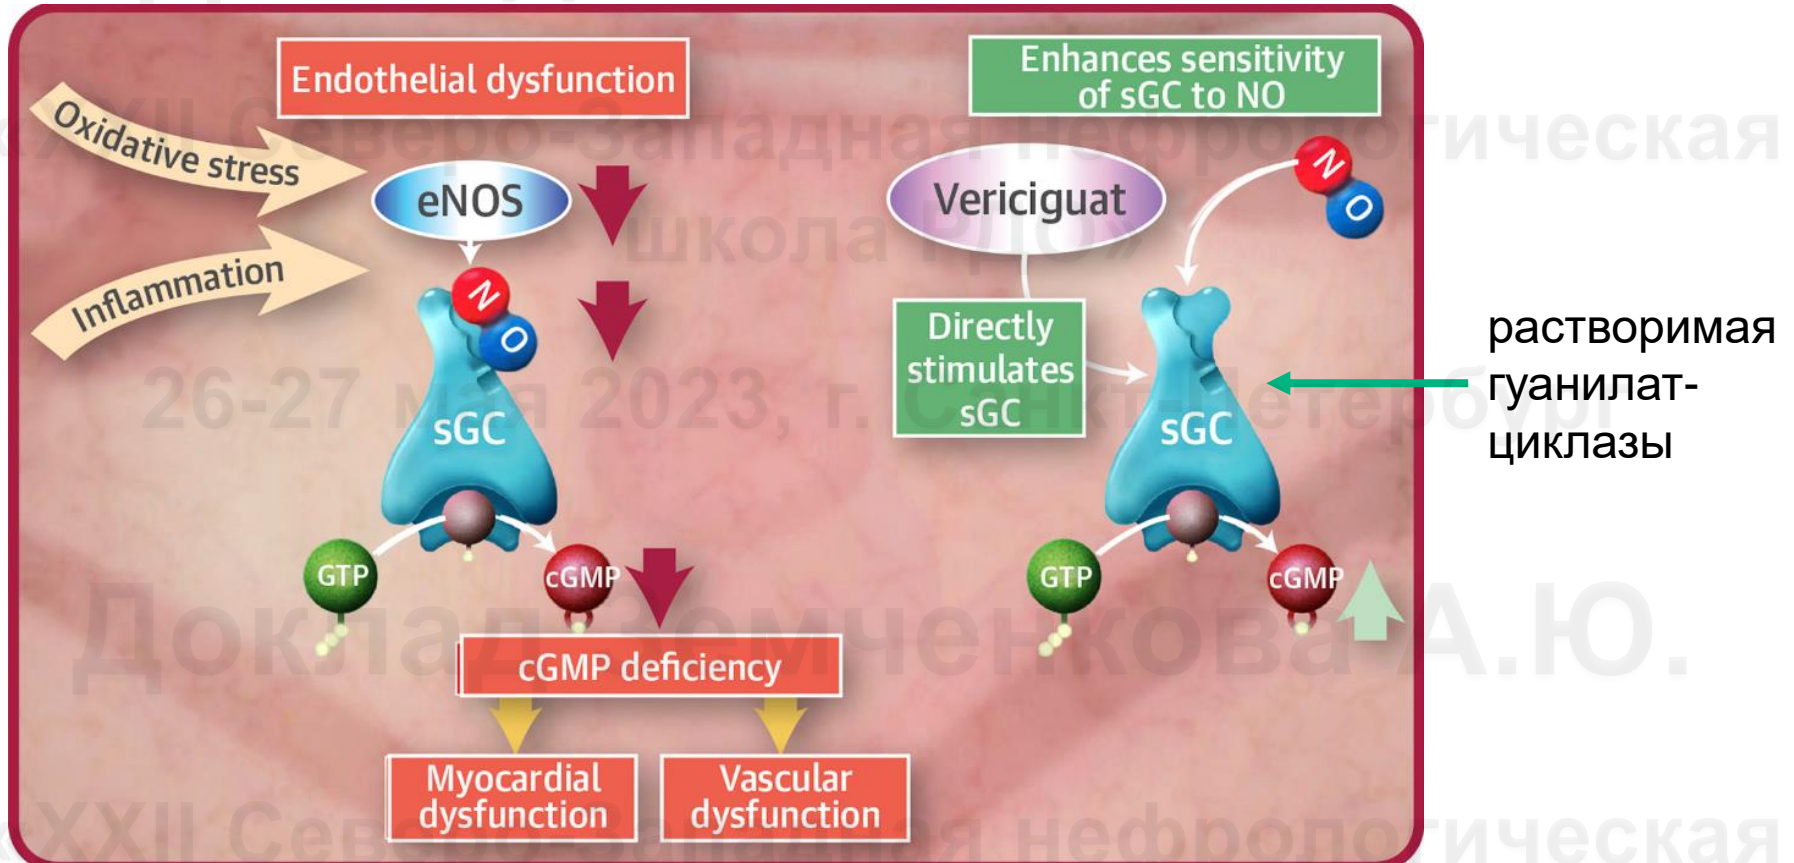 Endothelial dysfunction
Enhances sensitivity
of sGC to NO
Oxidative stress
Inflammation
eNOS
N
O
sGC
GTP
cGMP
cGMP deficiency
Myocardial
dysfunction
Vascular
dysfunction
Vericiguat
N
O
Directly
stimulates
sGC
sGC
GTP
cGMP
растворимая
гуанилат-
циклазы
«XXII Северо-Западная нефрологическая
школа РДО»
26-27 мая 2023, г. Санкт-Петербург
Доклад Земченкова А.Ю.
«XXII Северо-Западная нефрологическая